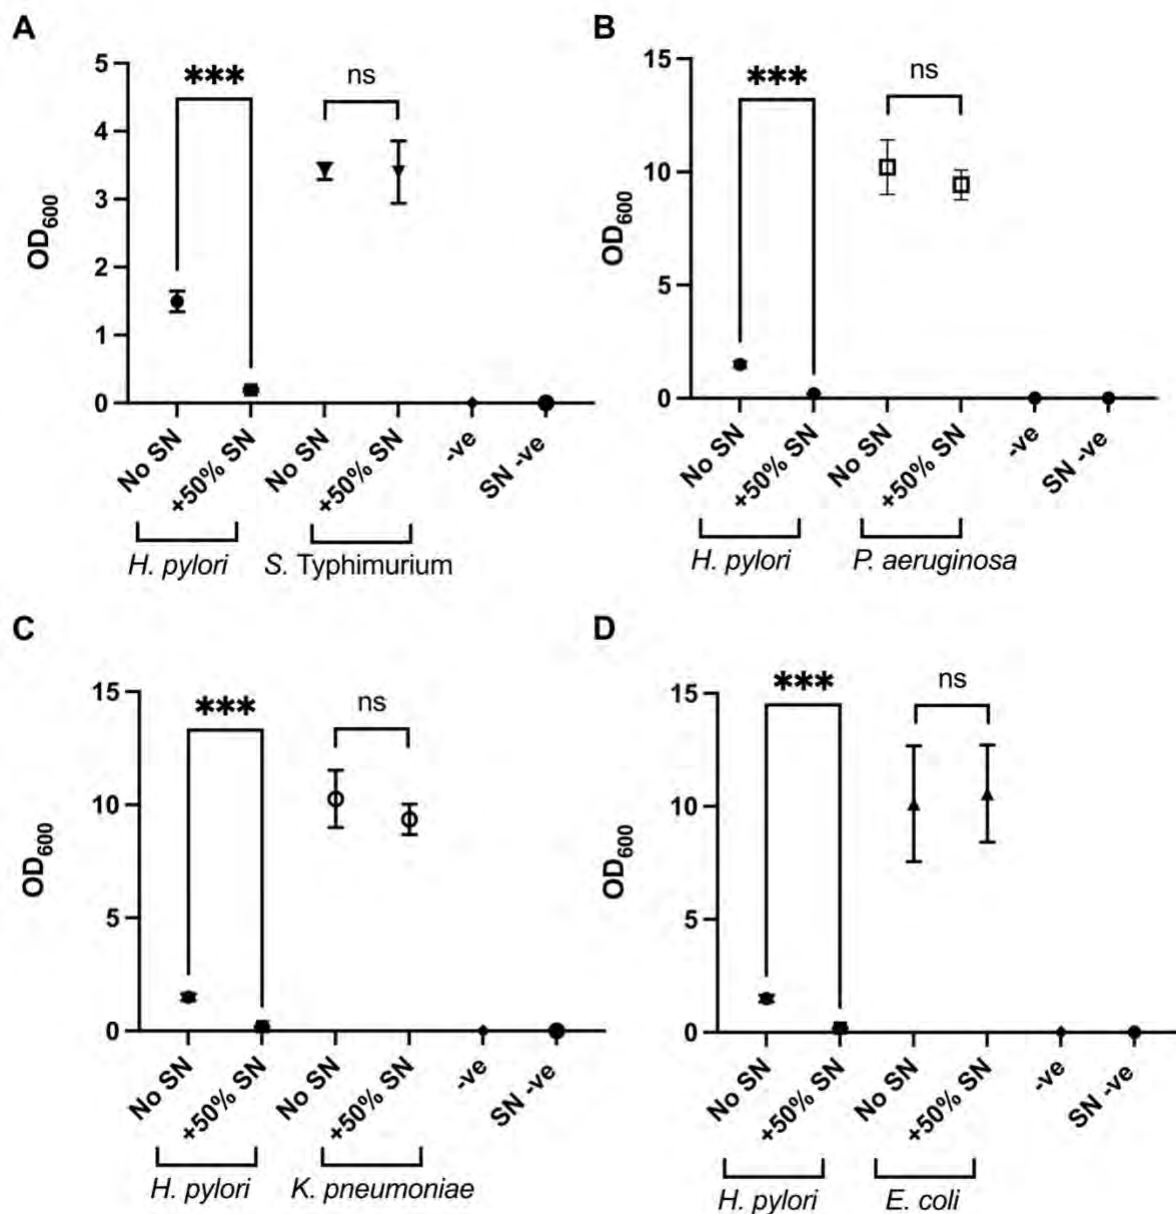 A
5
4
3
2
1
0
OD600
*** ns
No SN +50% SN No SN +50% SN -ve SN -ve
H. pylori S. Typhimurium
B
15
10
5
0
OD600
*** ns
No SN +50% SN No SN +50% SN -ve SN -ve
H. pylori P. aeruginosa
C
15
10
5
0
OD600
*** ns
No SN +50% SN No SN +50% SN -ve SN -ve
H. pylori K. pneumoniae
D
15
10
5
0
OD600
*** ns
No SN +50% SN No SN +50% SN -ve SN -ve
H. pylori E. coli